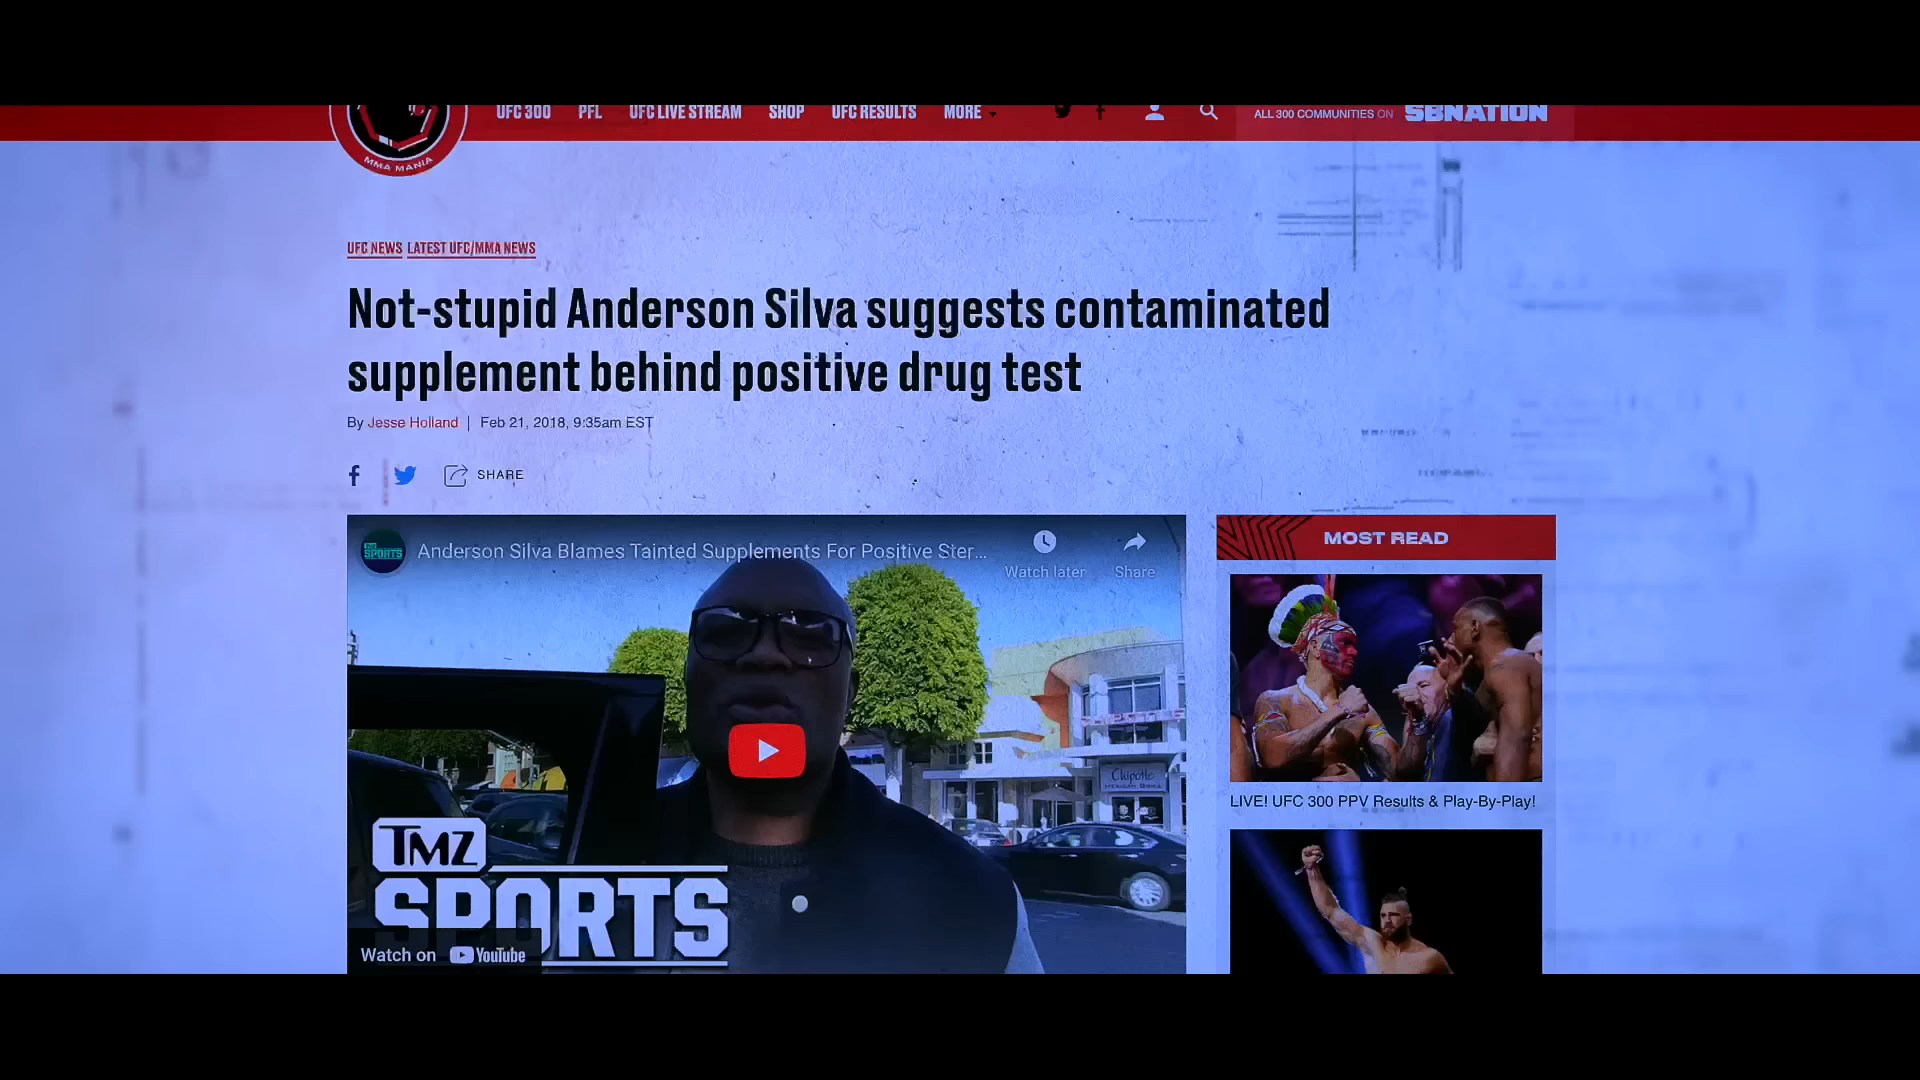 UFC 300 PFL UFC LIVE STREAM SHOP UFC RESULTS MORE
ALL 300 COMMUNITIES ON SBNATION
MMA MANIA
UFC NEWS LATEST UFC/MMA NEWS
Not-stupid Anderson Silva suggests contaminated
supplement behind positive drug test
By Jesse Holland | Feb 21, 2018, 9:35am EST
SHARE
SPORTS
Anderson Silva Blames Tainted Supplements For Positive Ster...
Watch later
Share
MOST READ
Chipotle
MEXICAN GRILL
LIVE! UFC 300 PPV Results & Play-By-Play!
TMZ
SPORTS
Watch on YouTube